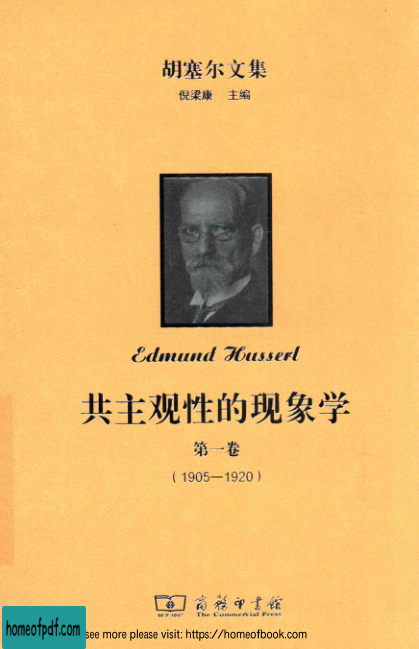 胡塞尔文集
倪梁康 主编
Edmund Husserl
共主观性的现象学
第一卷
(1905—1920)
商务印书馆
The Commercial Press
homeofpdf.com
see more please visit: https://homeofbook.com